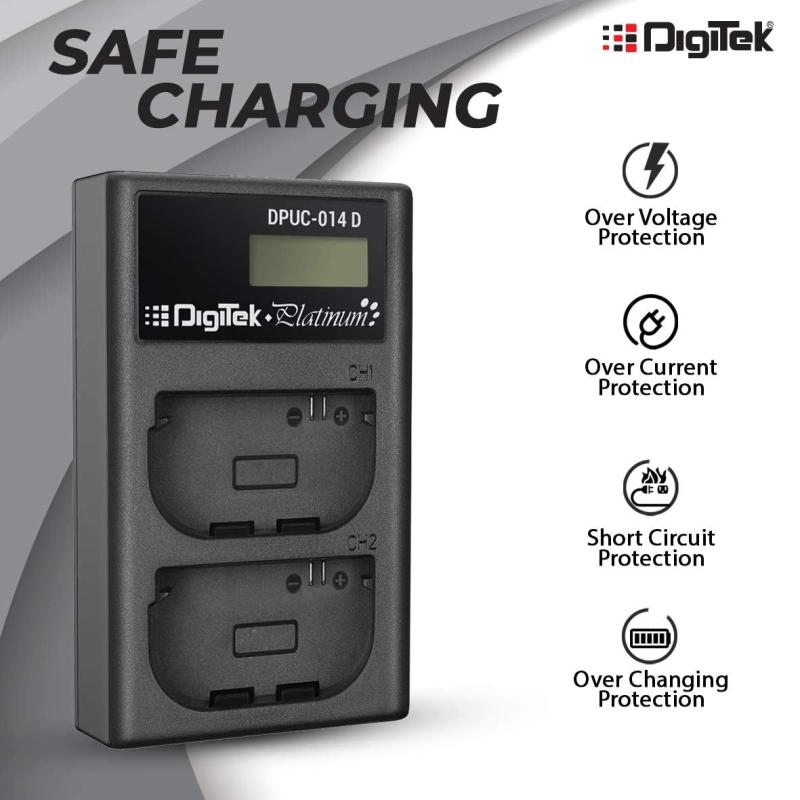 SAFE
CHARGING
DigiTek®
DPUC-014 D
DigiTek Platinum
CH1
CH2
Over Voltage
Protection
Over Current
Protection
Short Circuit
Protection
Over Changing
Protection